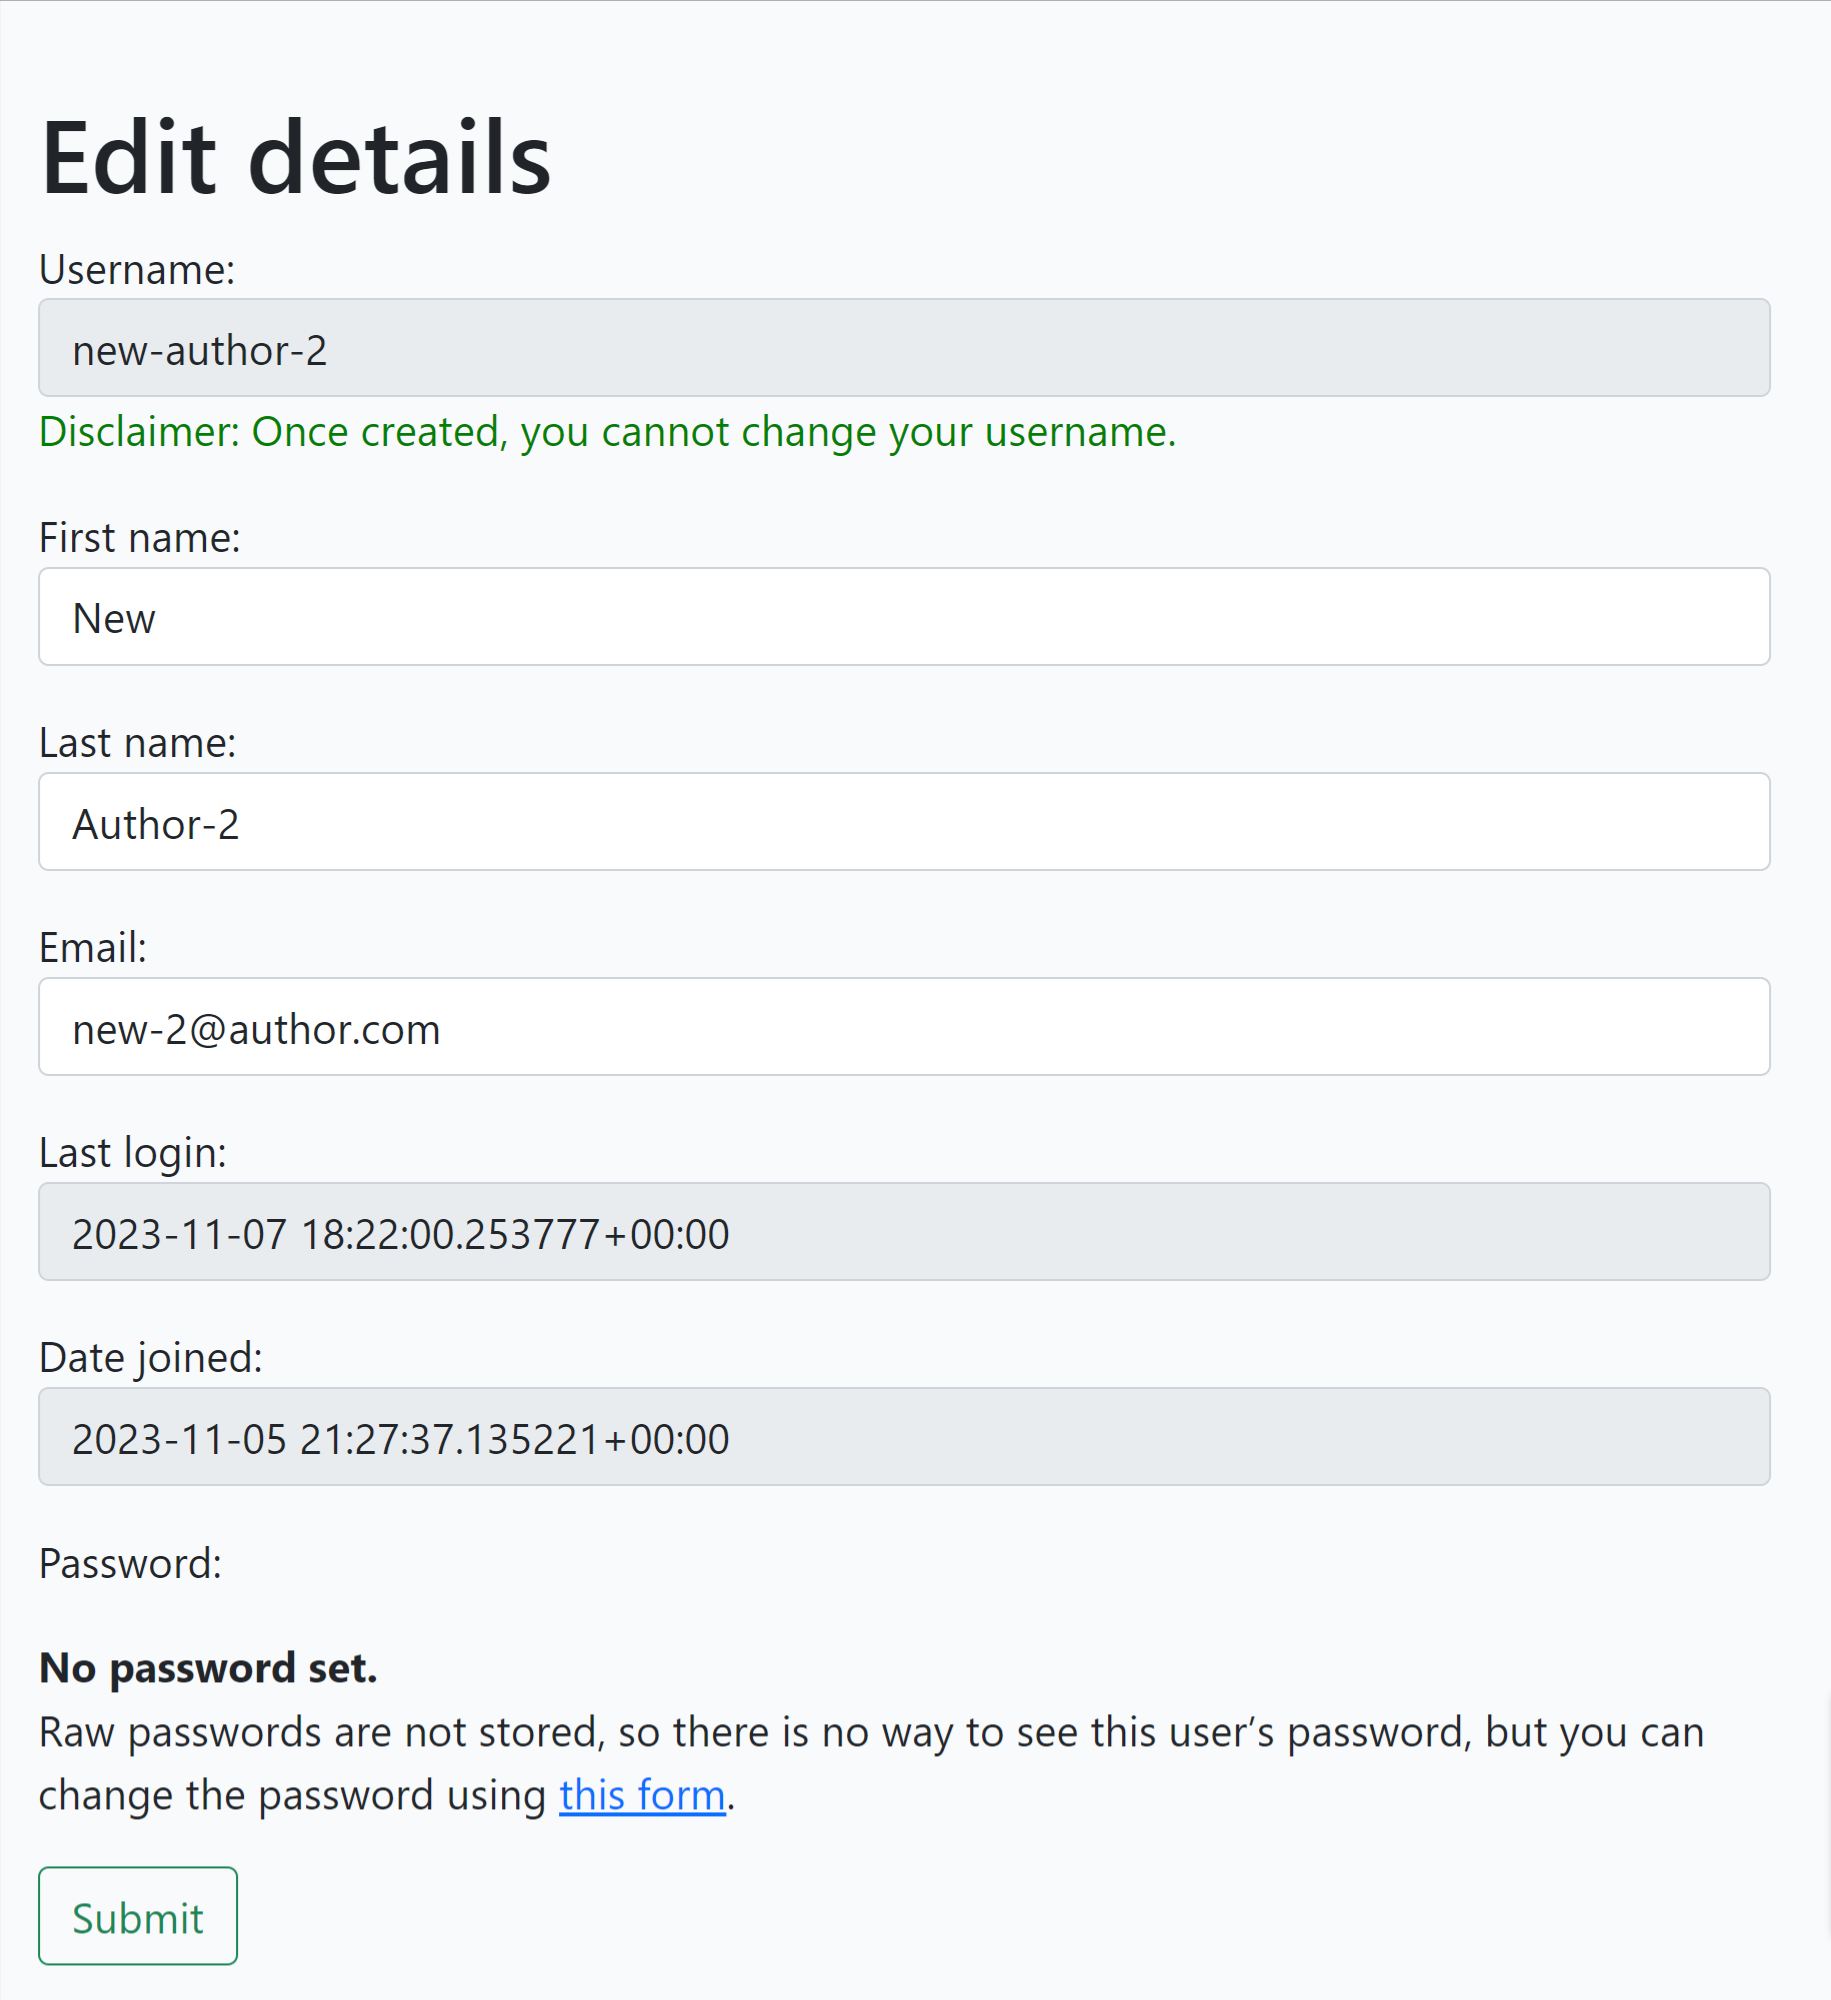 Edit details
Username:
new-author-2
Disclaimer: Once created, you cannot change your username.
First name:
New
Last name:
Author-2
Email:
new-2@author.com
Last login:
2023-11-07 18:22:00.253777+00:00
Date joined:
2023-11-05 21:27:37.135221+00:00
Password:
No password set.
Raw passwords are not stored, so there is no way to see this user’s password, but you can
change the password using this form.
Submit